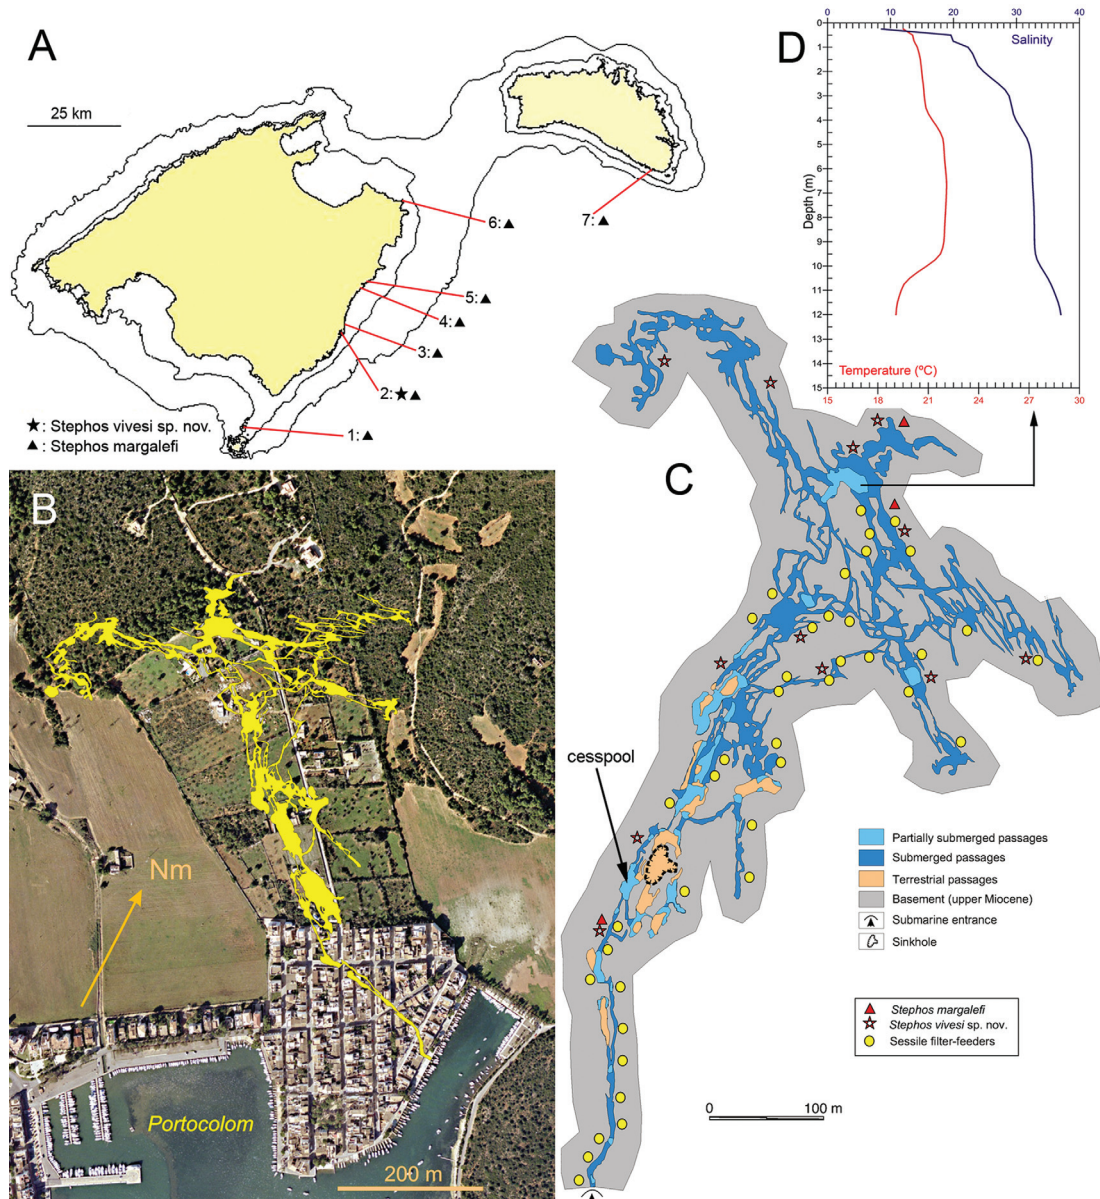 A
25 km
6:▲
7:▲
5:▲
4:▲
3:▲
2:★▲
1:▲
★: Stephos vivesi sp. nov.
▲: Stephos margalefi
D
0 10 20 30 40
Salinity
Depth (m)
0
1
2
3
4
5
6
7
8
9
10
11
12
13
14
15
Temperature (ºC)
15 18 21 22 27 30
B
Nm
Portocolom
200 m
C
cesspool
Partially submerged passages
Submerged passages
Terrestrial passages
Basement (upper Miocene)
Submarine entrance
Sinkhole
Stephos margalefi
Stephos vivesi sp. nov.
Sessile filter-feeders
0 100 m